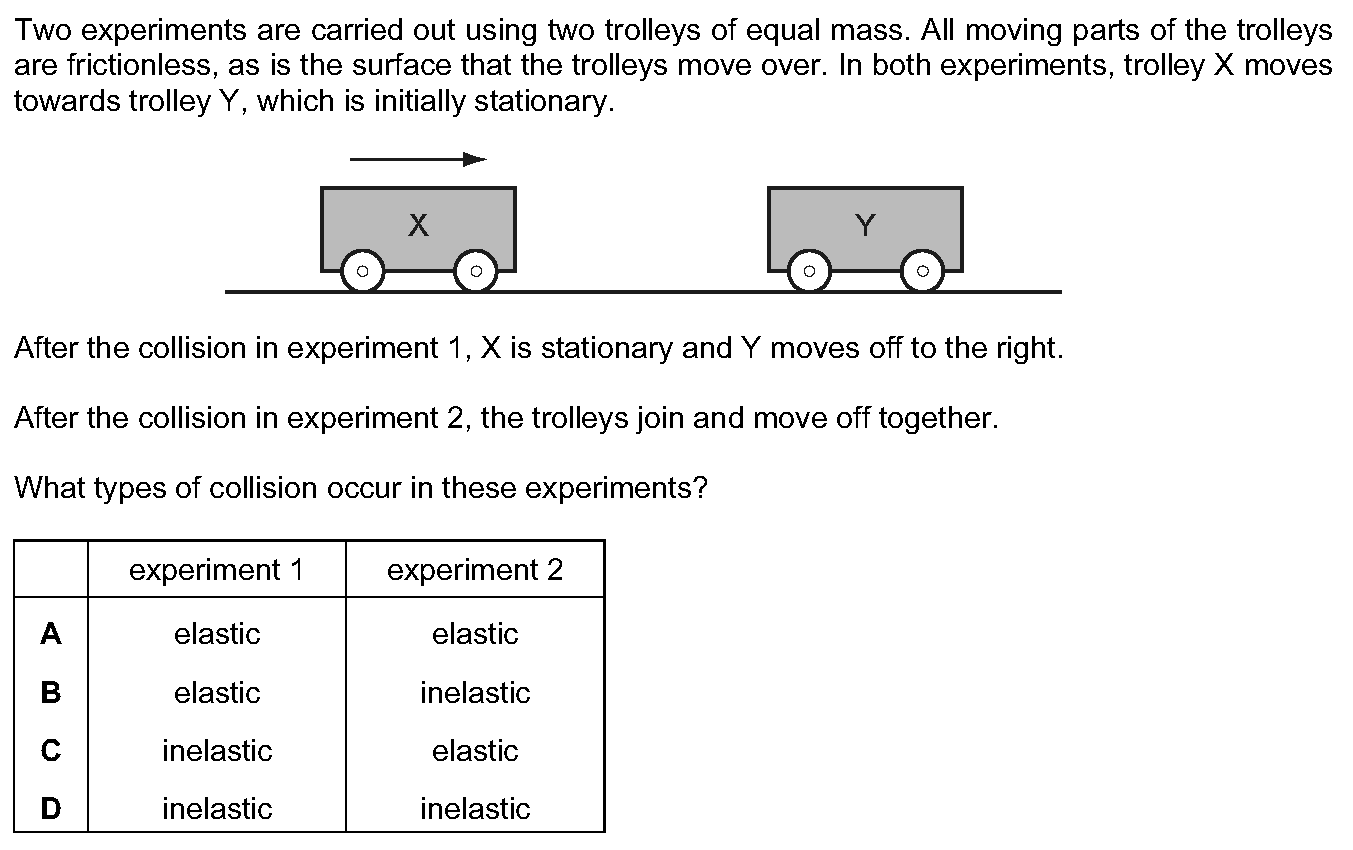 Two experiments are carried out using two trolleys of equal mass. All moving parts of the trolleys
are frictionless, as is the surface that the trolleys move over. In both experiments, trolley X moves
towards trolley Y, which is initially stationary.
X Y
After the collision in experiment 1, X is stationary and Y moves off to the right.
After the collision in experiment 2, the trolleys join and move off together.
What types of collision occur in these experiments?
experiment 1 experiment 2
A elastic elastic
B elastic inelastic
C inelastic elastic
D inelastic inelastic